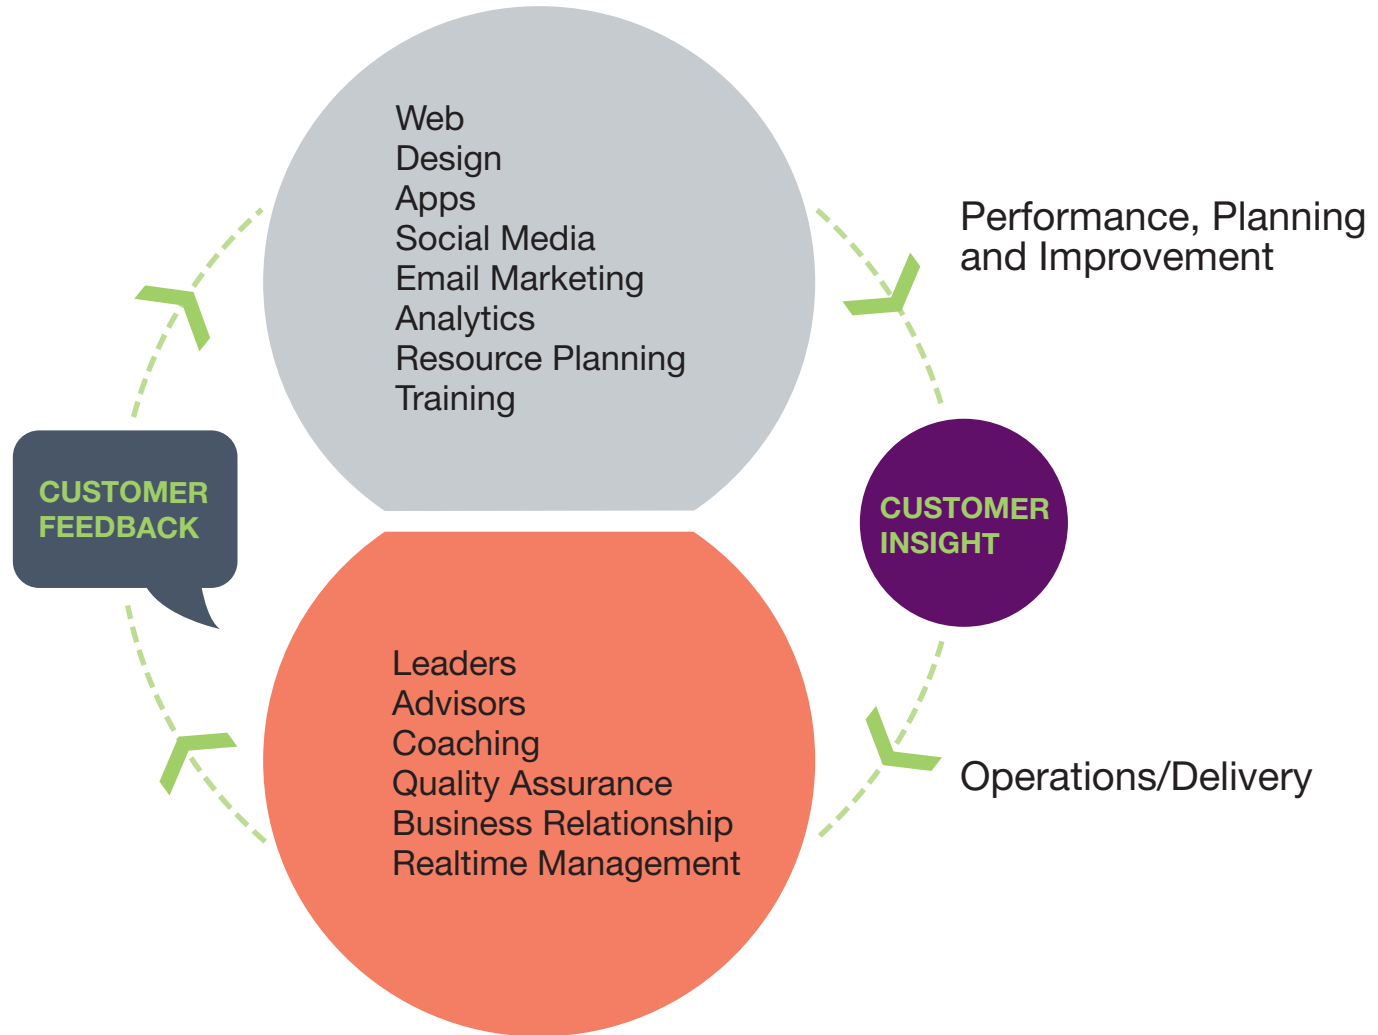 Web
Design
Apps
Social Media
Email Marketing
Analytics
Resource Planning
Training
Performance, Planning
and Improvement
CUSTOMER
FEEDBACK
CUSTOMER
INSIGHT
Leaders
Advisors
Coaching
Quality Assurance
Business Relationship
Realtime Management
Operations/Delivery